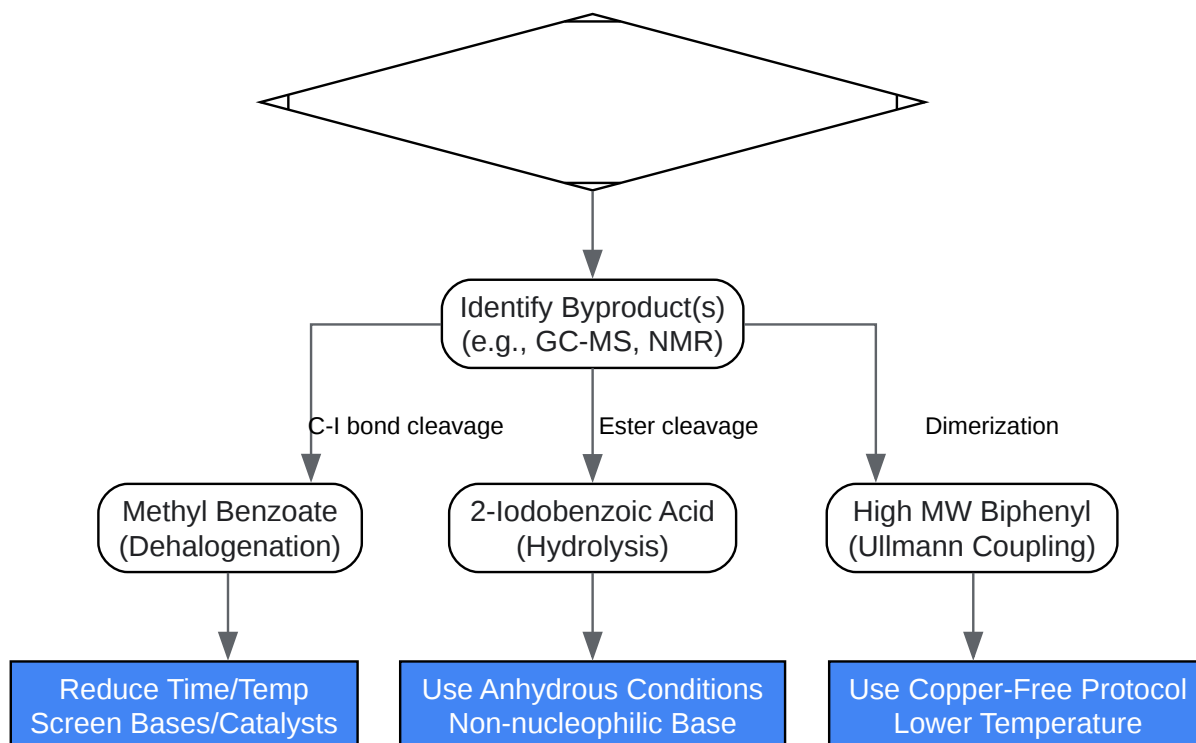 Identify Byproduct(s)
(e.g., GC-MS, NMR)
C-I bond cleavage
Ester cleavage
Dimerization
Methyl Benzoate
(Dehalogenation)
2-Iodobenzoic Acid
(Hydrolysis)
High MW Biphenyl
(Ullmann Coupling)
Reduce Time/Temp
Screen Bases/Catalysts
Use Anhydrous Conditions
Non-nucleophilic Base
Use Copper-Free Protocol
Lower Temperature